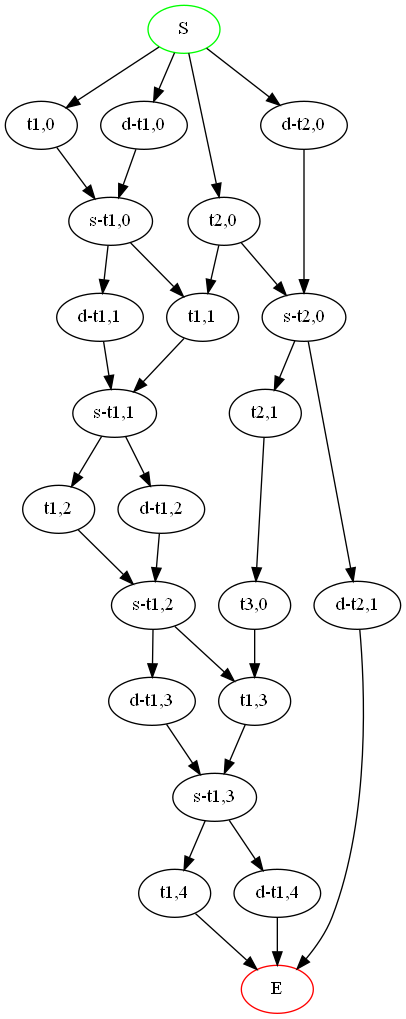 S
t1,0
d-t1,0
d-t2,0
s-t1,0
t2,0
d-t1,1
t1,1
s-t2,0
s-t1,1
t2,1
t1,2
d-t1,2
s-t1,2
t3,0
d-t2,1
d-t1,3
t1,3
s-t1,3
t1,4
d-t1,4
E